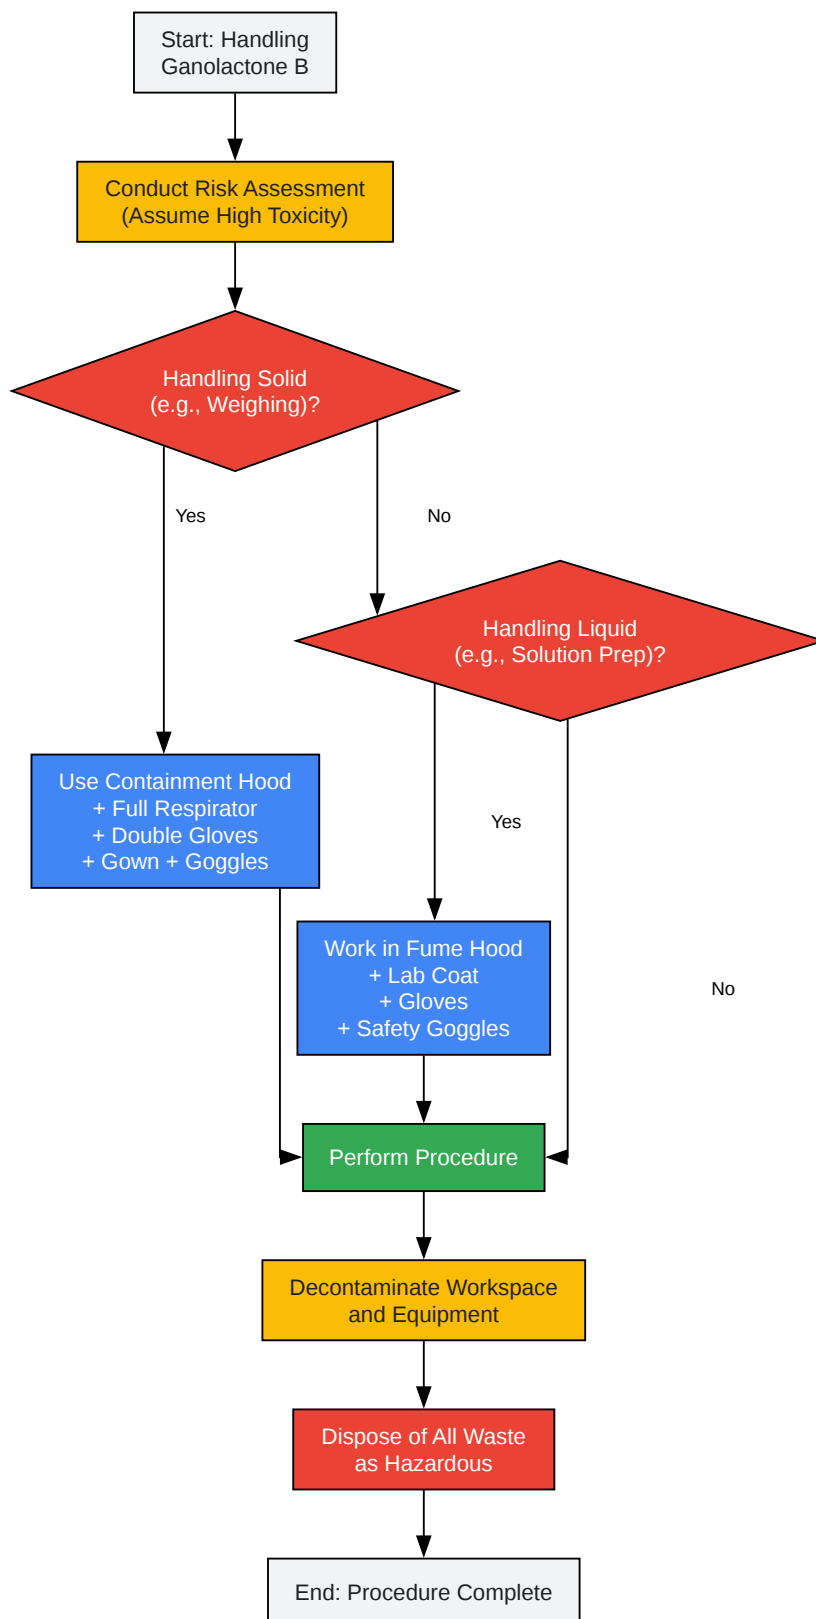 Start: Handling
Ganolactone B
Conduct Risk Assessment
(Assume High Toxicity)
Handling Solid
(e.g., Weighing)?
Yes
No
Handling Liquid
(e.g., Solution Prep)?
Use Containment Hood
+ Full Respirator
+ Double Gloves
+ Gown + Goggles
Yes
Work in Fume Hood
+ Lab Coat
+ Gloves
+ Safety Goggles
No
Perform Procedure
Decontaminate Workspace
and Equipment
Dispose of All Waste
as Hazardous
End: Procedure Complete